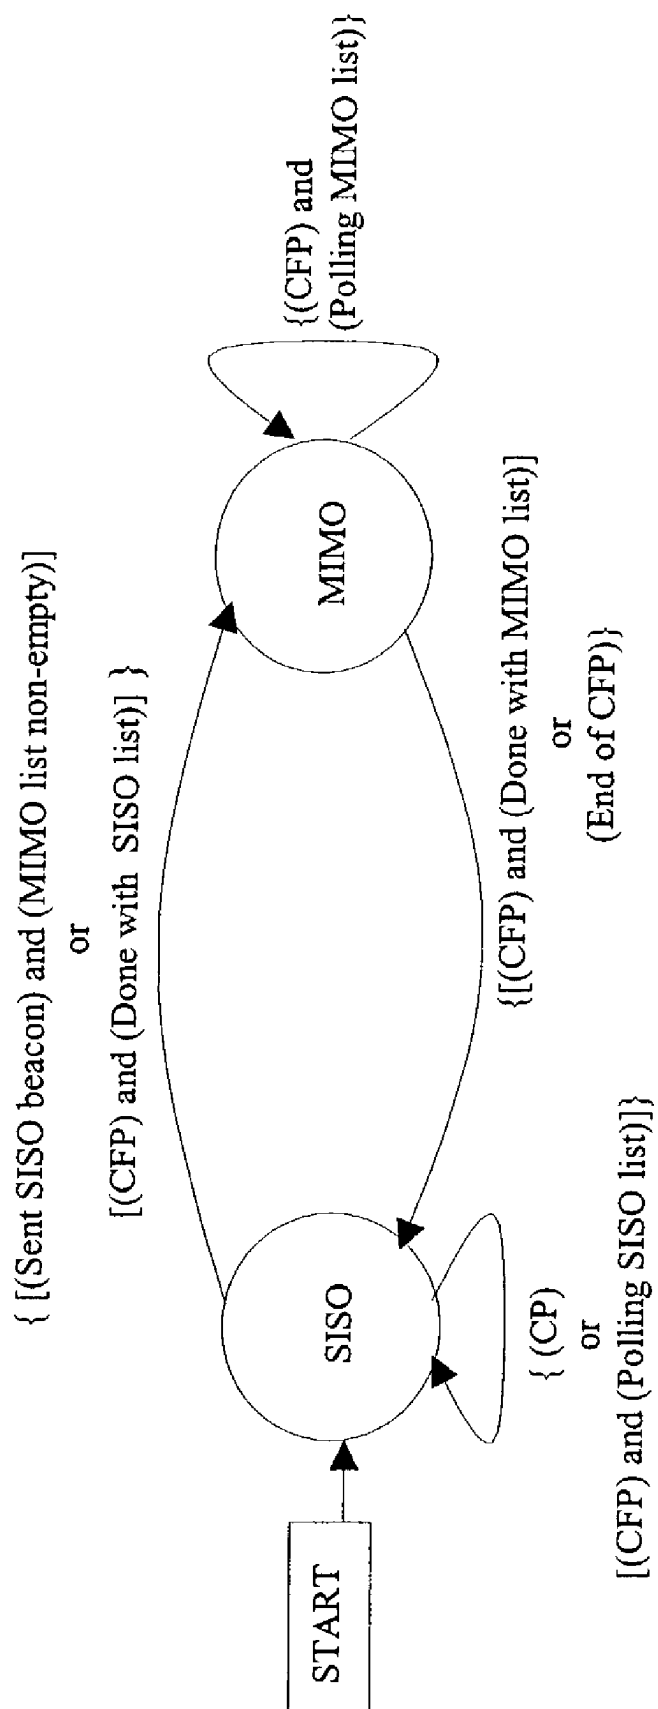 { [(Sent SISO beacon) and (MIMO list non-empty)]
or
[(CFP) and (Done with SISO list)] }
START
SISO
MIMO
{(CFP) and
(Polling MIMO list)}
{[(CFP) and (Done with MIMO list)]
or
(End of CFP)}
{ (CP)
or
[(CFP) and (Polling SISO list)]}